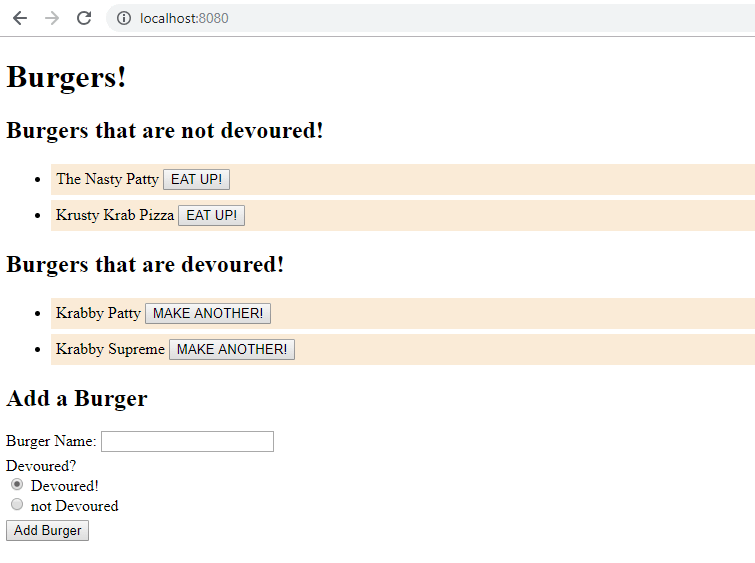 localhost:8080
Burgers!
Burgers that are not devoured!
The Nasty Patty EAT UP!
Krusty Krab Pizza EAT UP!
Burgers that are devoured!
Krabby Patty MAKE ANOTHER!
Krabby Supreme MAKE ANOTHER!
Add a Burger
Burger Name:
Devoured?
Devoured!
not Devoured
Add Burger